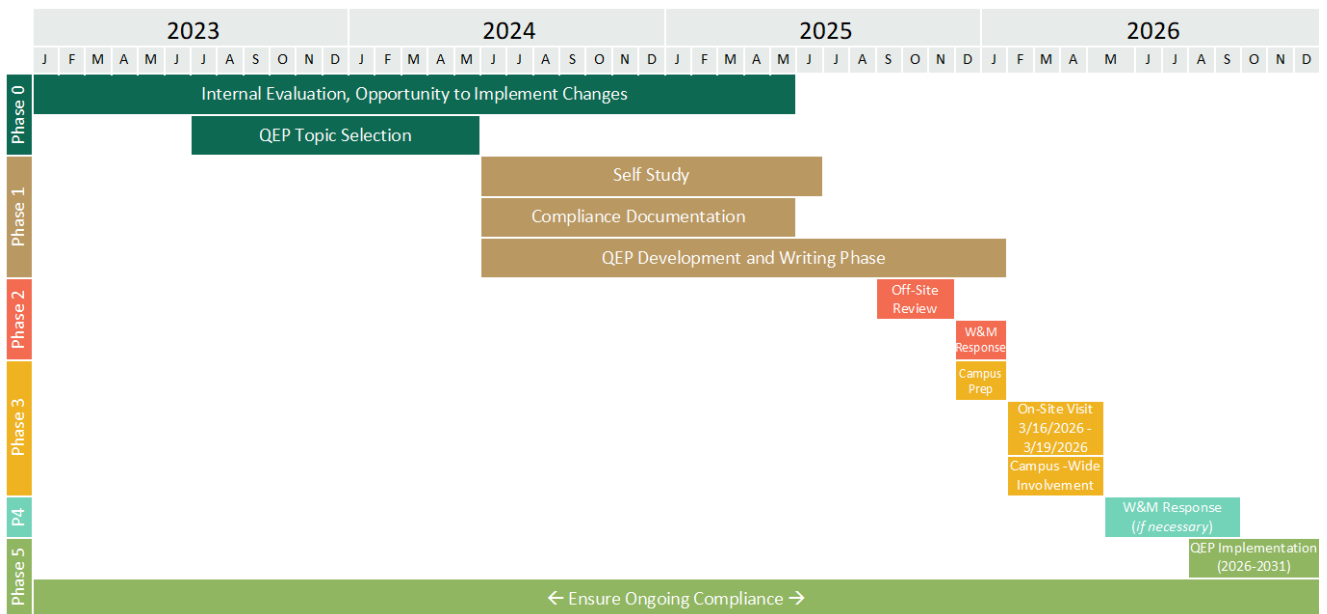 2023 2024 2025 2026
J F M A M J J A S O N D J F M A M J J A S O N D J F M A M J J A S O N D J F M A M J J A S O N D
Phase 0
Internal Evaluation, Opportunity to Implement Changes
QEP Topic Selection
Phase 1
Self Study
Compliance Documentation
QEP Development and Writing Phase
Phase 2
Off-Site
Review
W&M
Response
Phase 3
Campus
Prep
On-Site Visit
3/16/2026 -
3/19/2026
Campus -Wide
Involvement
P4
W&M Response
(if necessary)
Phase 5
QEP Implementation
(2026-2031)
← Ensure Ongoing Compliance →